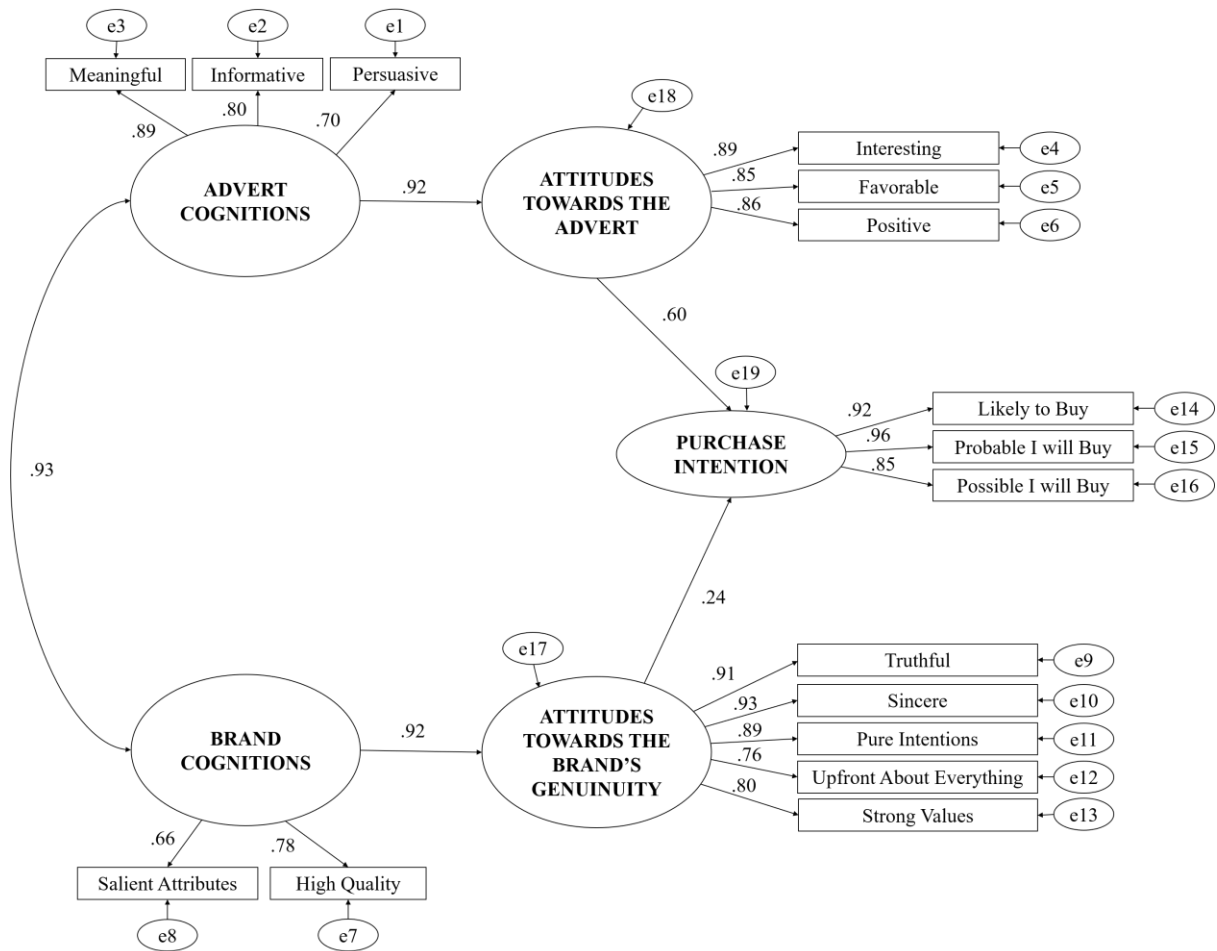 e3
e2
e1
Meaningful
Informative
Persuasive
.89
.80
.70
ADVERT
COGNITIONS
.92
e18
ATTITUDES
TOWARDS THE
ADVERT
.89
.85
.86
Interesting
e4
Favorable
e5
Positive
e6
.60
.93
e19
PURCHASE
INTENTION
.92
.96
.85
Likely to Buy
e14
Probable I will Buy
e15
Possible I will Buy
e16
.24
e17
BRAND
COGNITIONS
.92
ATTITUDES
TOWARDS THE
BRAND’S
GENUINUITY
.91
.93
.89
.76
.80
Truthful
e9
Sincere
e10
Pure Intentions
e11
Upfront About Everything
e12
Strong Values
e13
.66
.78
Salient Attributes
High Quality
e8
e7